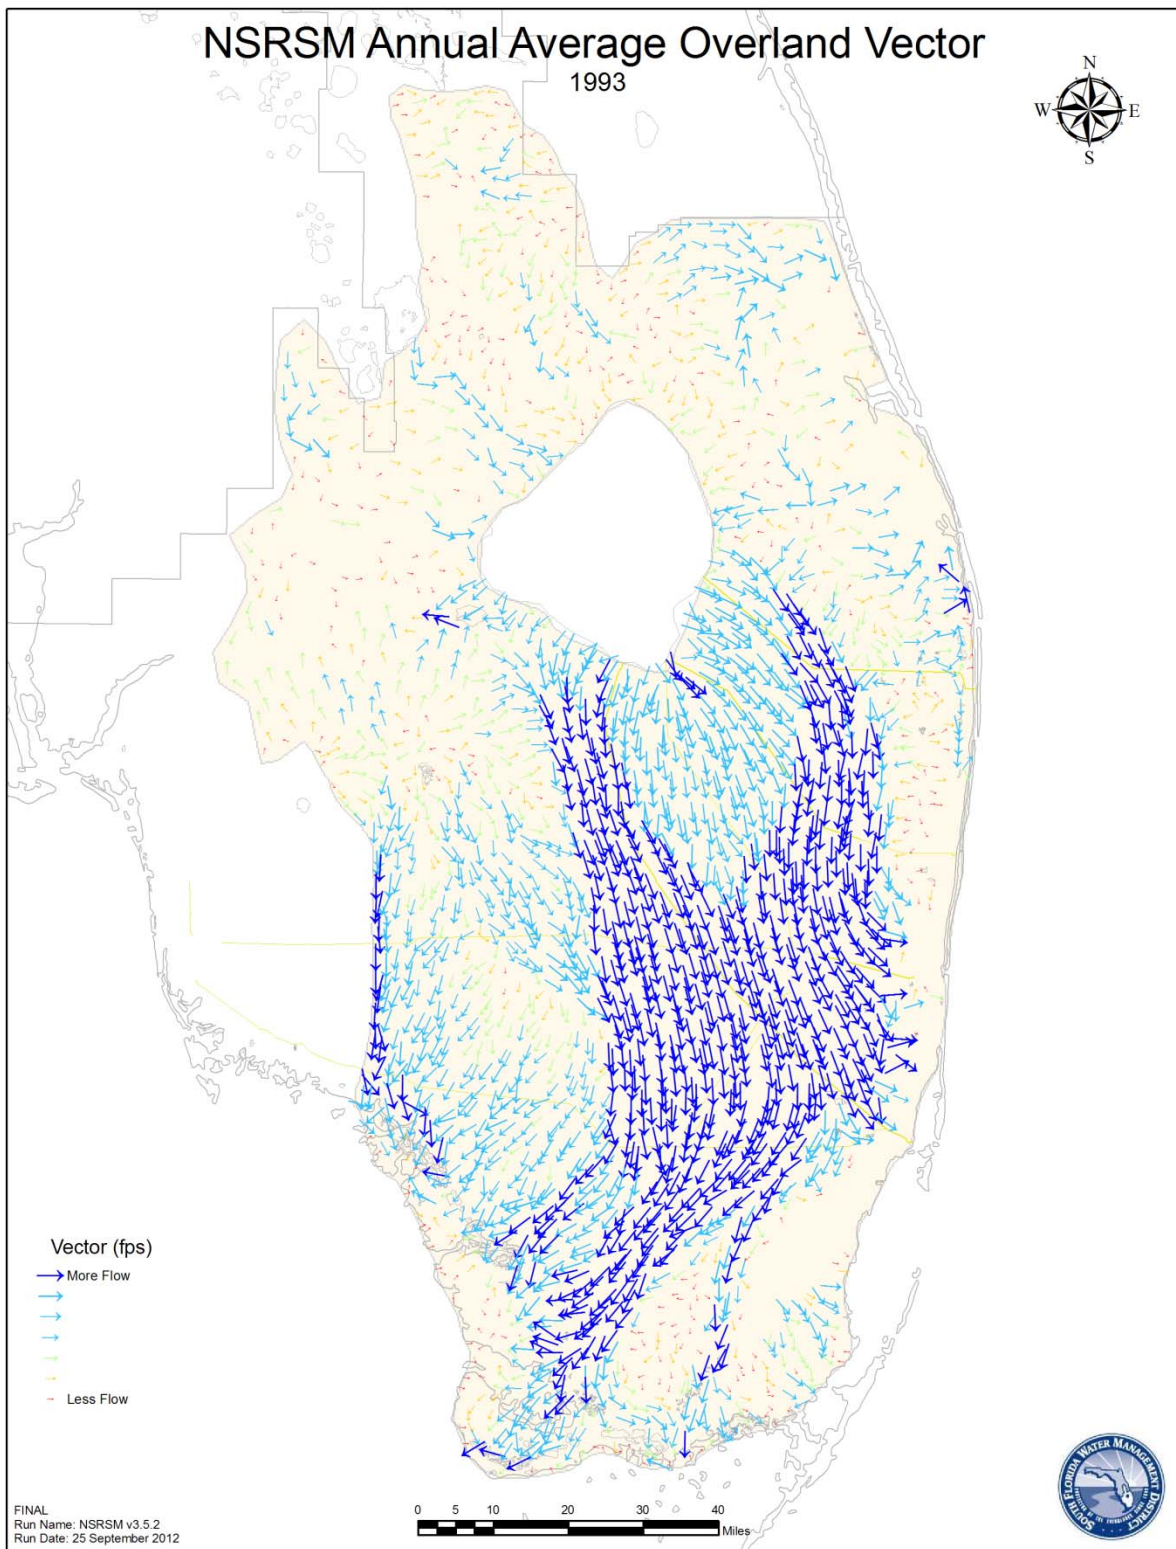 NSRSM Annual Average Overland Vector
1993
N
W E
S
Vector (fps)
More Flow
Less Flow
FINAL
Run Name: NSRSM v3.5.2
Run Date: 25 September 2012
0 5 10 20 30 40
Miles
SOUTH FLORIDA WATER MANAGEMENT DISTRICT